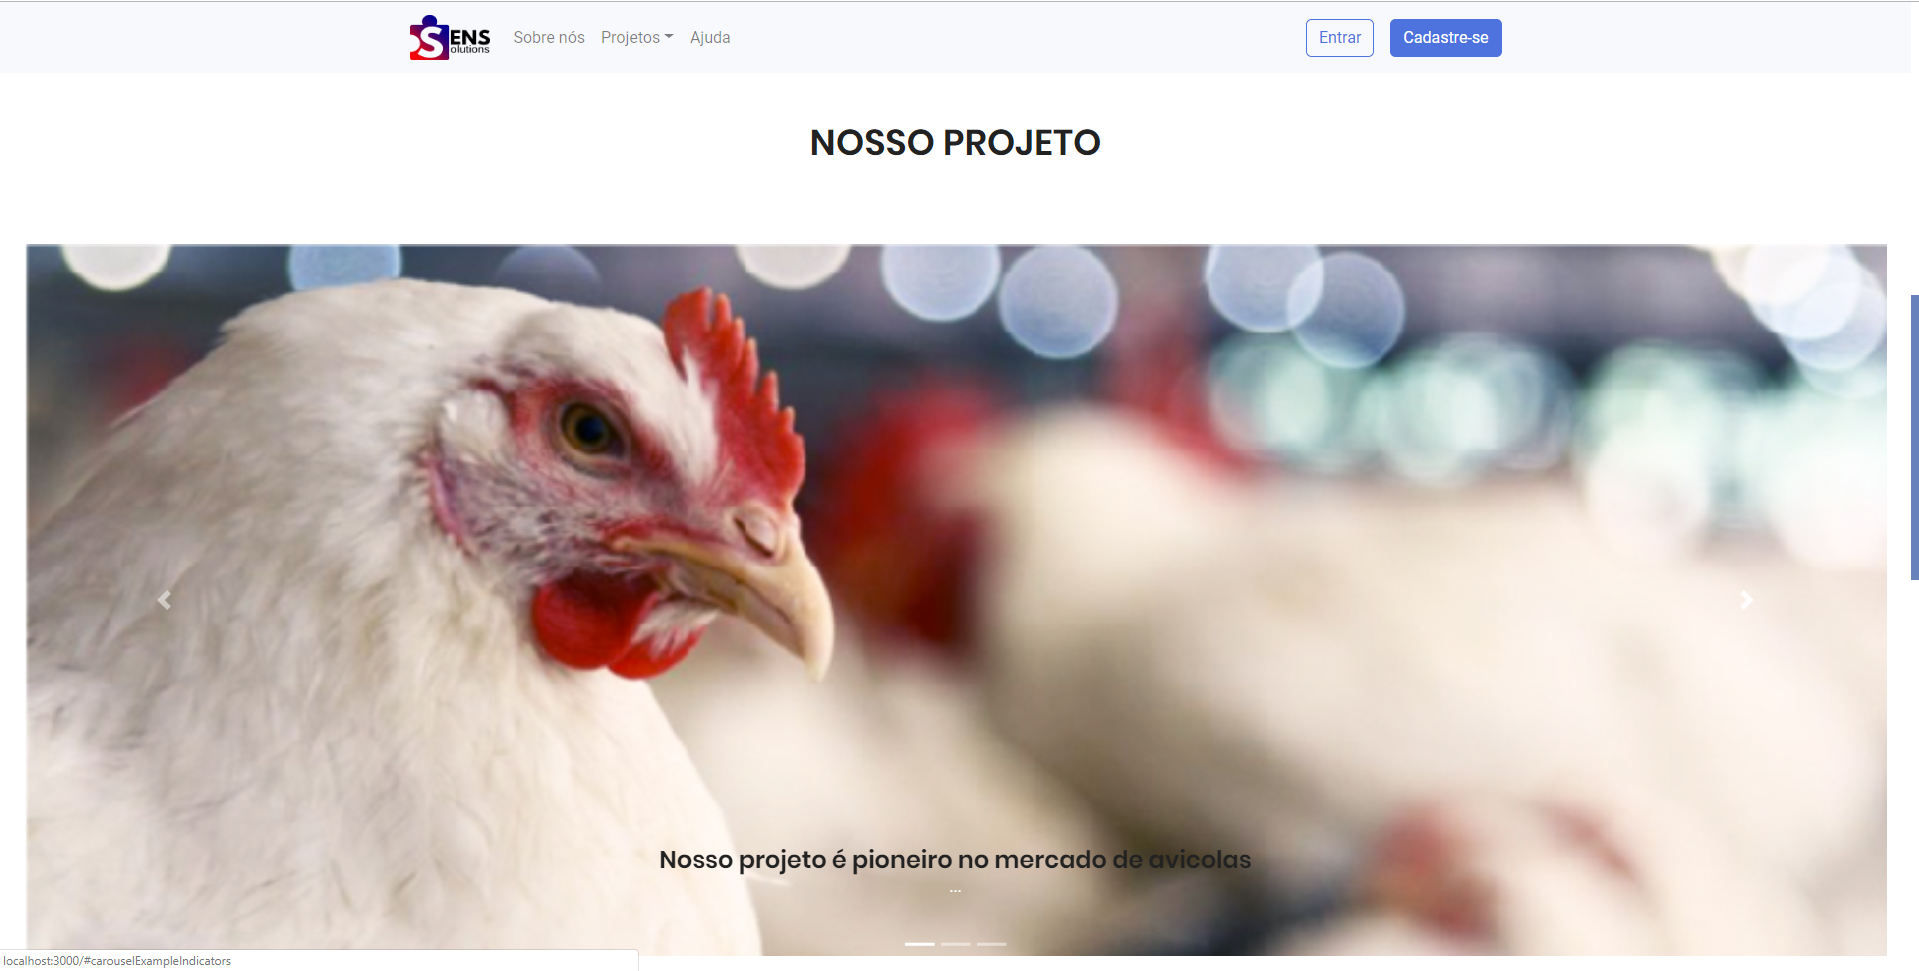 SENS
olutions
Sobre nós
Projetos
Ajuda
Entrar
Cadastre-se
NOSSO PROJETO
Nosso projeto é pioneiro no mercado de avicolas
...
localhost:3000/#carouselExampleIndicators